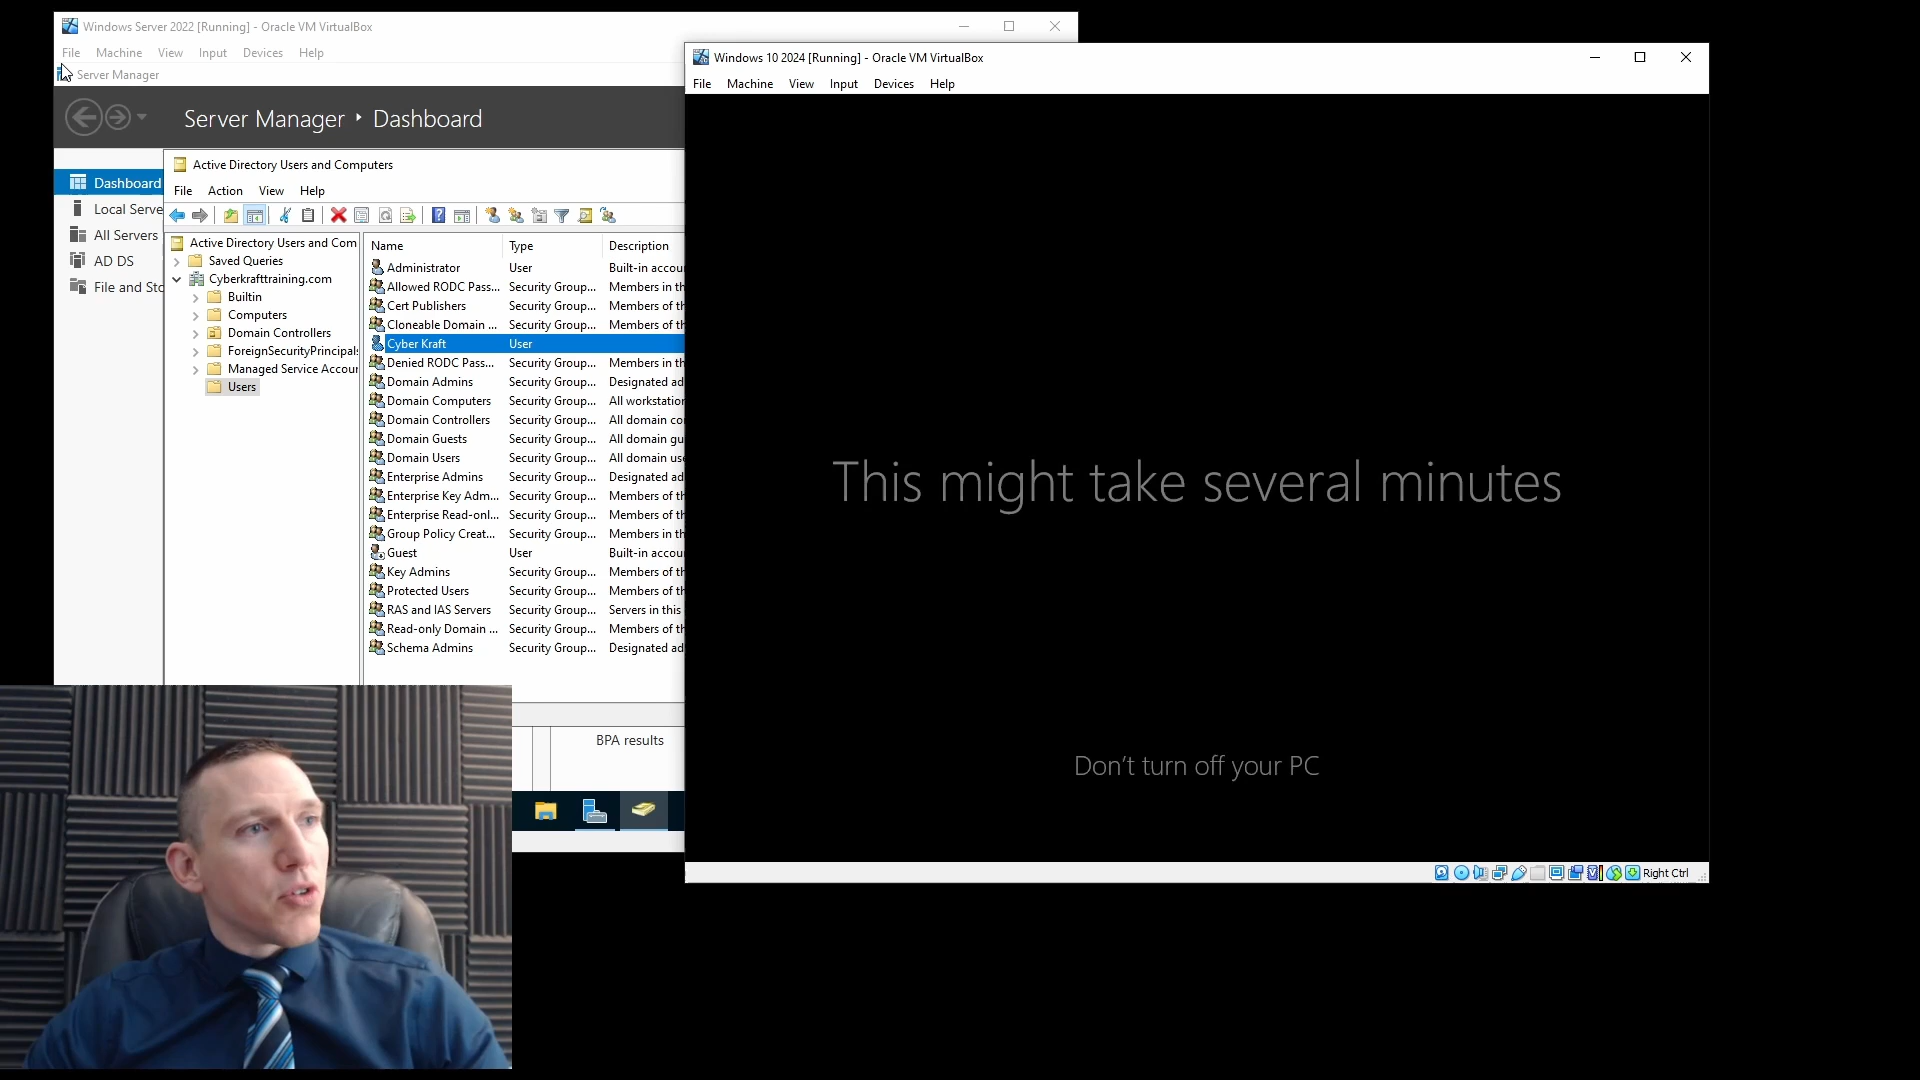 Windows Server 2022 [Running] - Oracle VM VirtualBox
File Machine View Input Devices Help
Server Manager
Server Manager ‣ Dashboard
Dashboard
Local Serve
All Servers
AD DS
File and Sto
Active Directory Users and Computers
File Action View Help
Active Directory Users and Com
Saved Queries
Cyberkrafttraining.com
Builtin
Computers
Domain Controllers
ForeignSecurityPrincipals
Managed Service Accour
Users
Name Type Description
Administrator User Built-in accou
Allowed RODC Pass... Security Group... Members in th
Cert Publishers Security Group... Members of th
Cloneable Domain ... Security Group... Members of th
Cyber Kraft User
Denied RODC Pass... Security Group... Members in th
Domain Admins Security Group... Designated ad
Domain Computers Security Group... All workstation
Domain Controllers Security Group... All domain co
Domain Guests Security Group... All domain gu
Domain Users Security Group... All domain use
Enterprise Admins Security Group... Designated ad
Enterprise Key Adm... Security Group... Members of th
Enterprise Read-onl... Security Group... Members of th
Group Policy Creat... Security Group... Members in th
Guest User Built-in accou
Key Admins Security Group... Members of th
Protected Users Security Group... Members of th
RAS and IAS Servers Security Group... Servers in this
Read-only Domain ... Security Group... Members of th
Schema Admins Security Group... Designated ad
BPA results
Windows 10 2024 [Running] - Oracle VM VirtualBox
File Machine View Input Devices Help
This might take several minutes
Don't turn off your PC
Right Ctrl